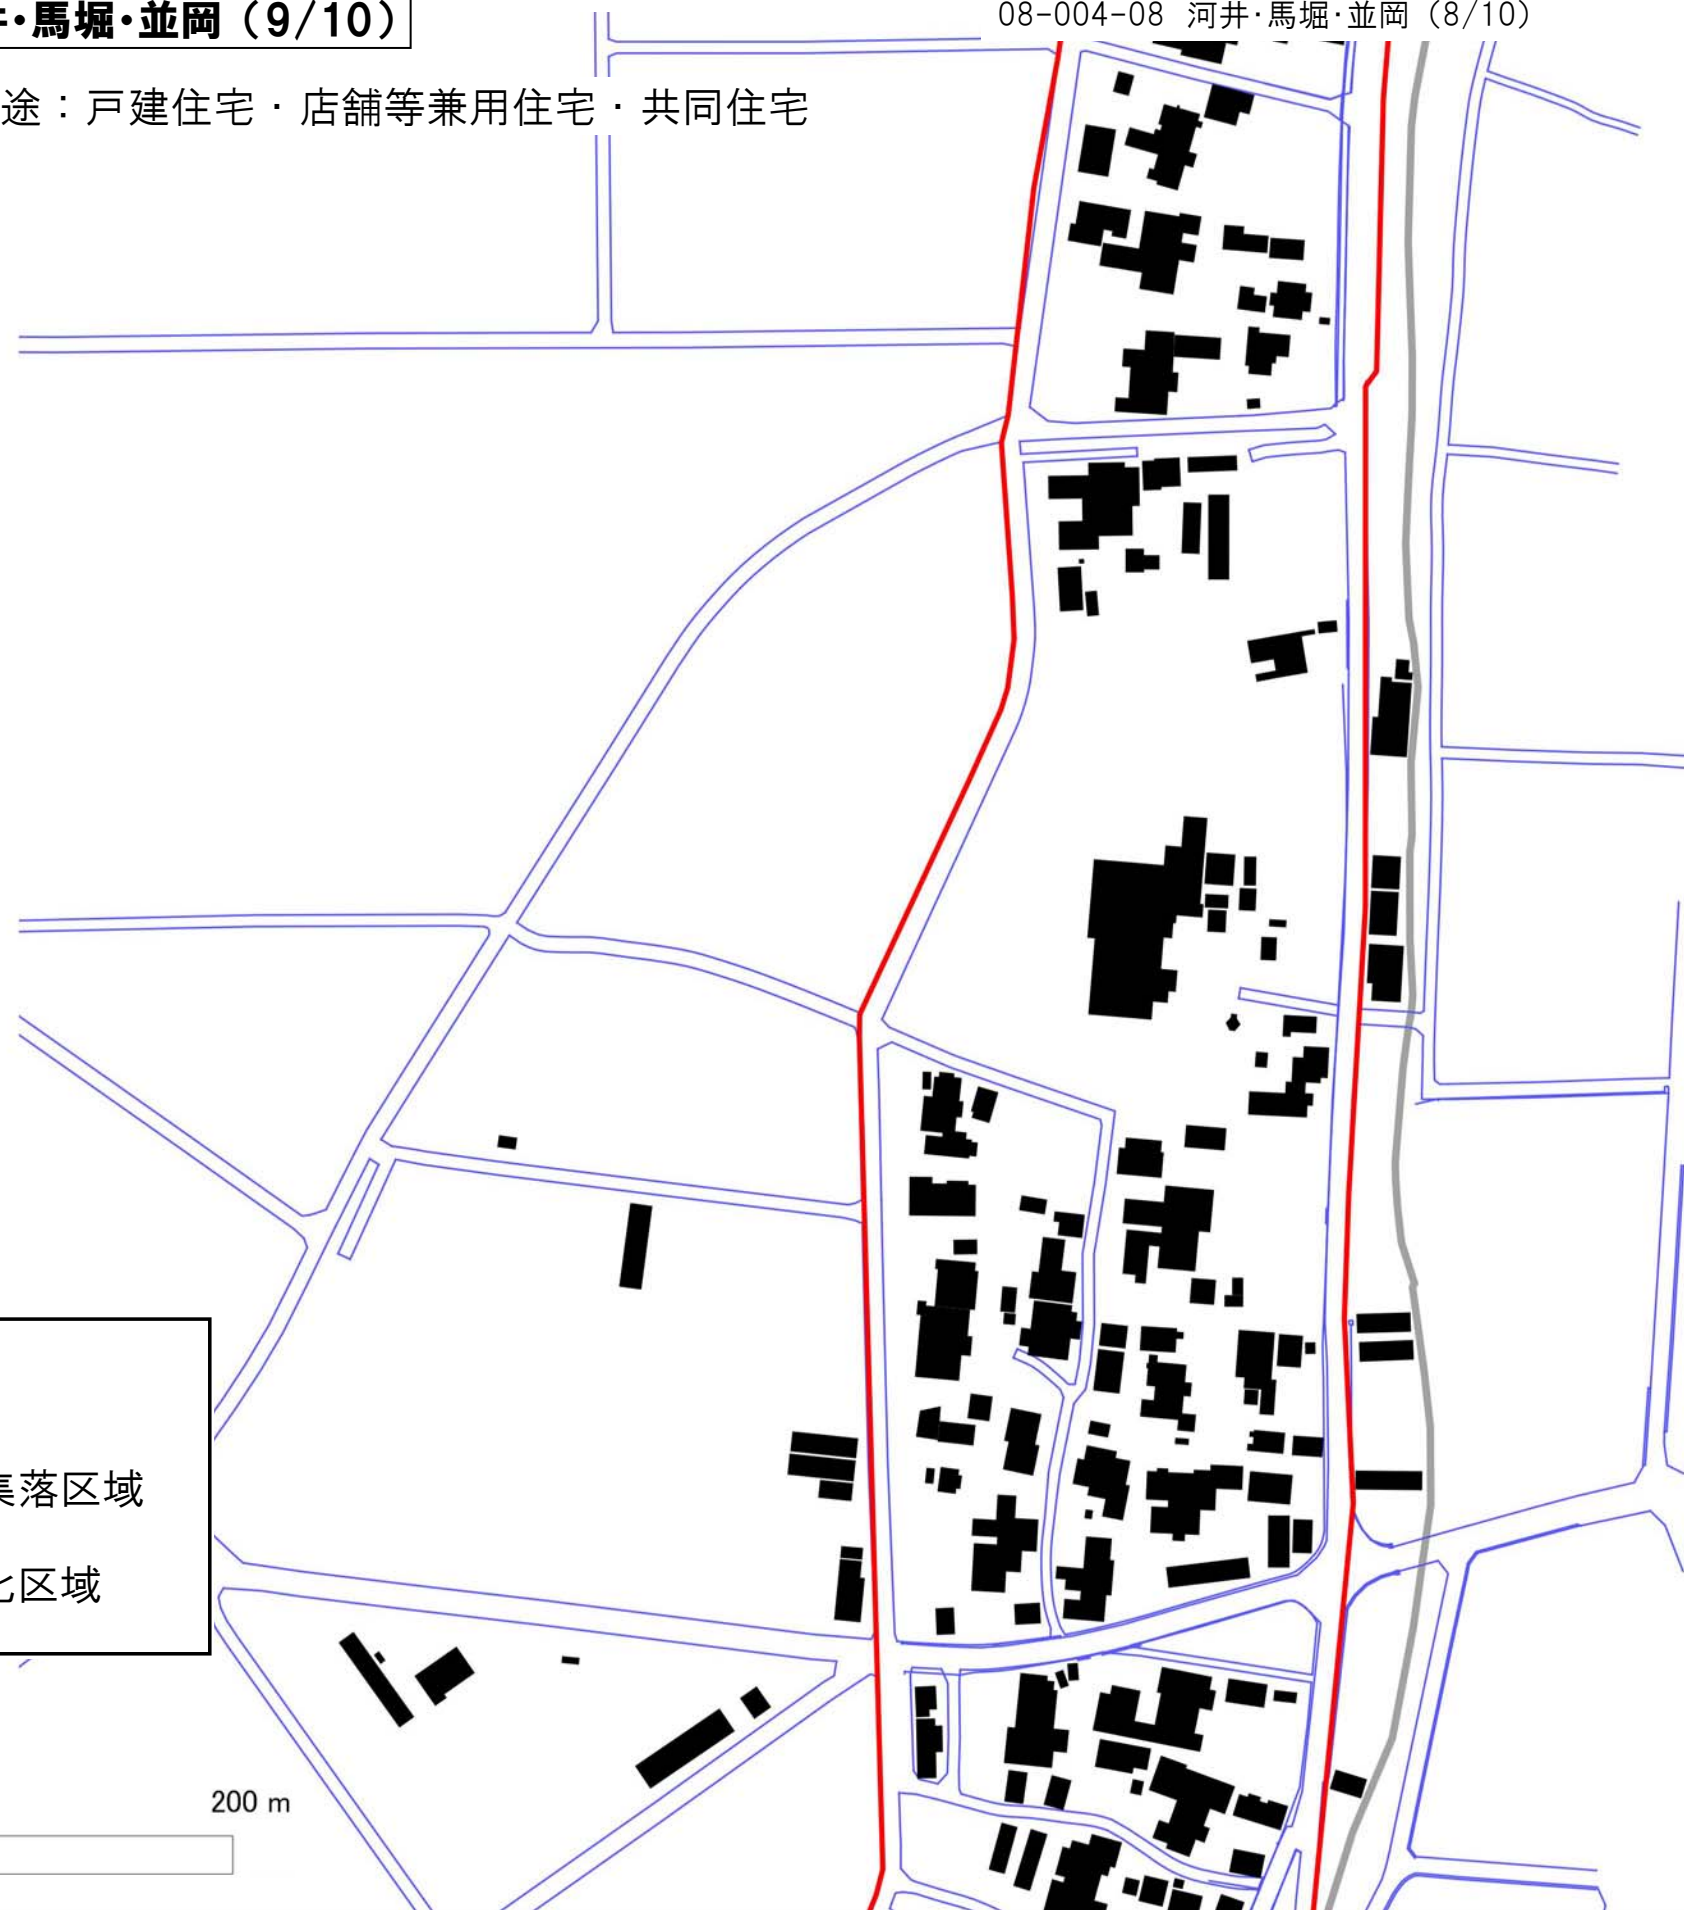 ･馬堀･並岡（9/10）
08-004-08 河井･馬堀･並岡（8/10）
途：戸建住宅・店舗等兼用住宅・共同住宅
集落区域
区域
200 m